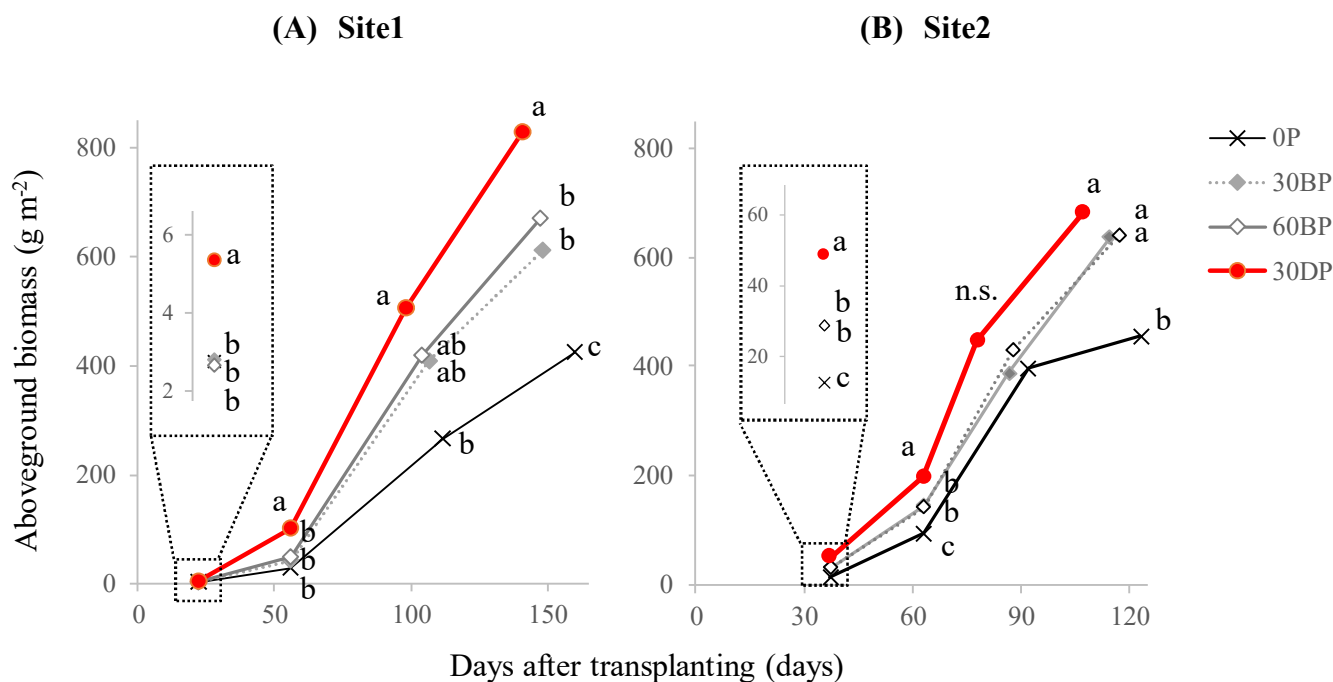 (A) Site1
(B) Site2
Aboveground biomass (g m⁻²)
800
600
400
200
0
0
50
100
150
6
4
2
a
b
b
b
a
b
b
b
a
ab
ab
b
a
b
b
c
800
600
400
200
0
0
30
60
90
120
60
40
20
a
b
b
c
a
b
b
c
n.s.
a
a
a
b
0P
30BP
60BP
30DP
Days after transplanting (days)